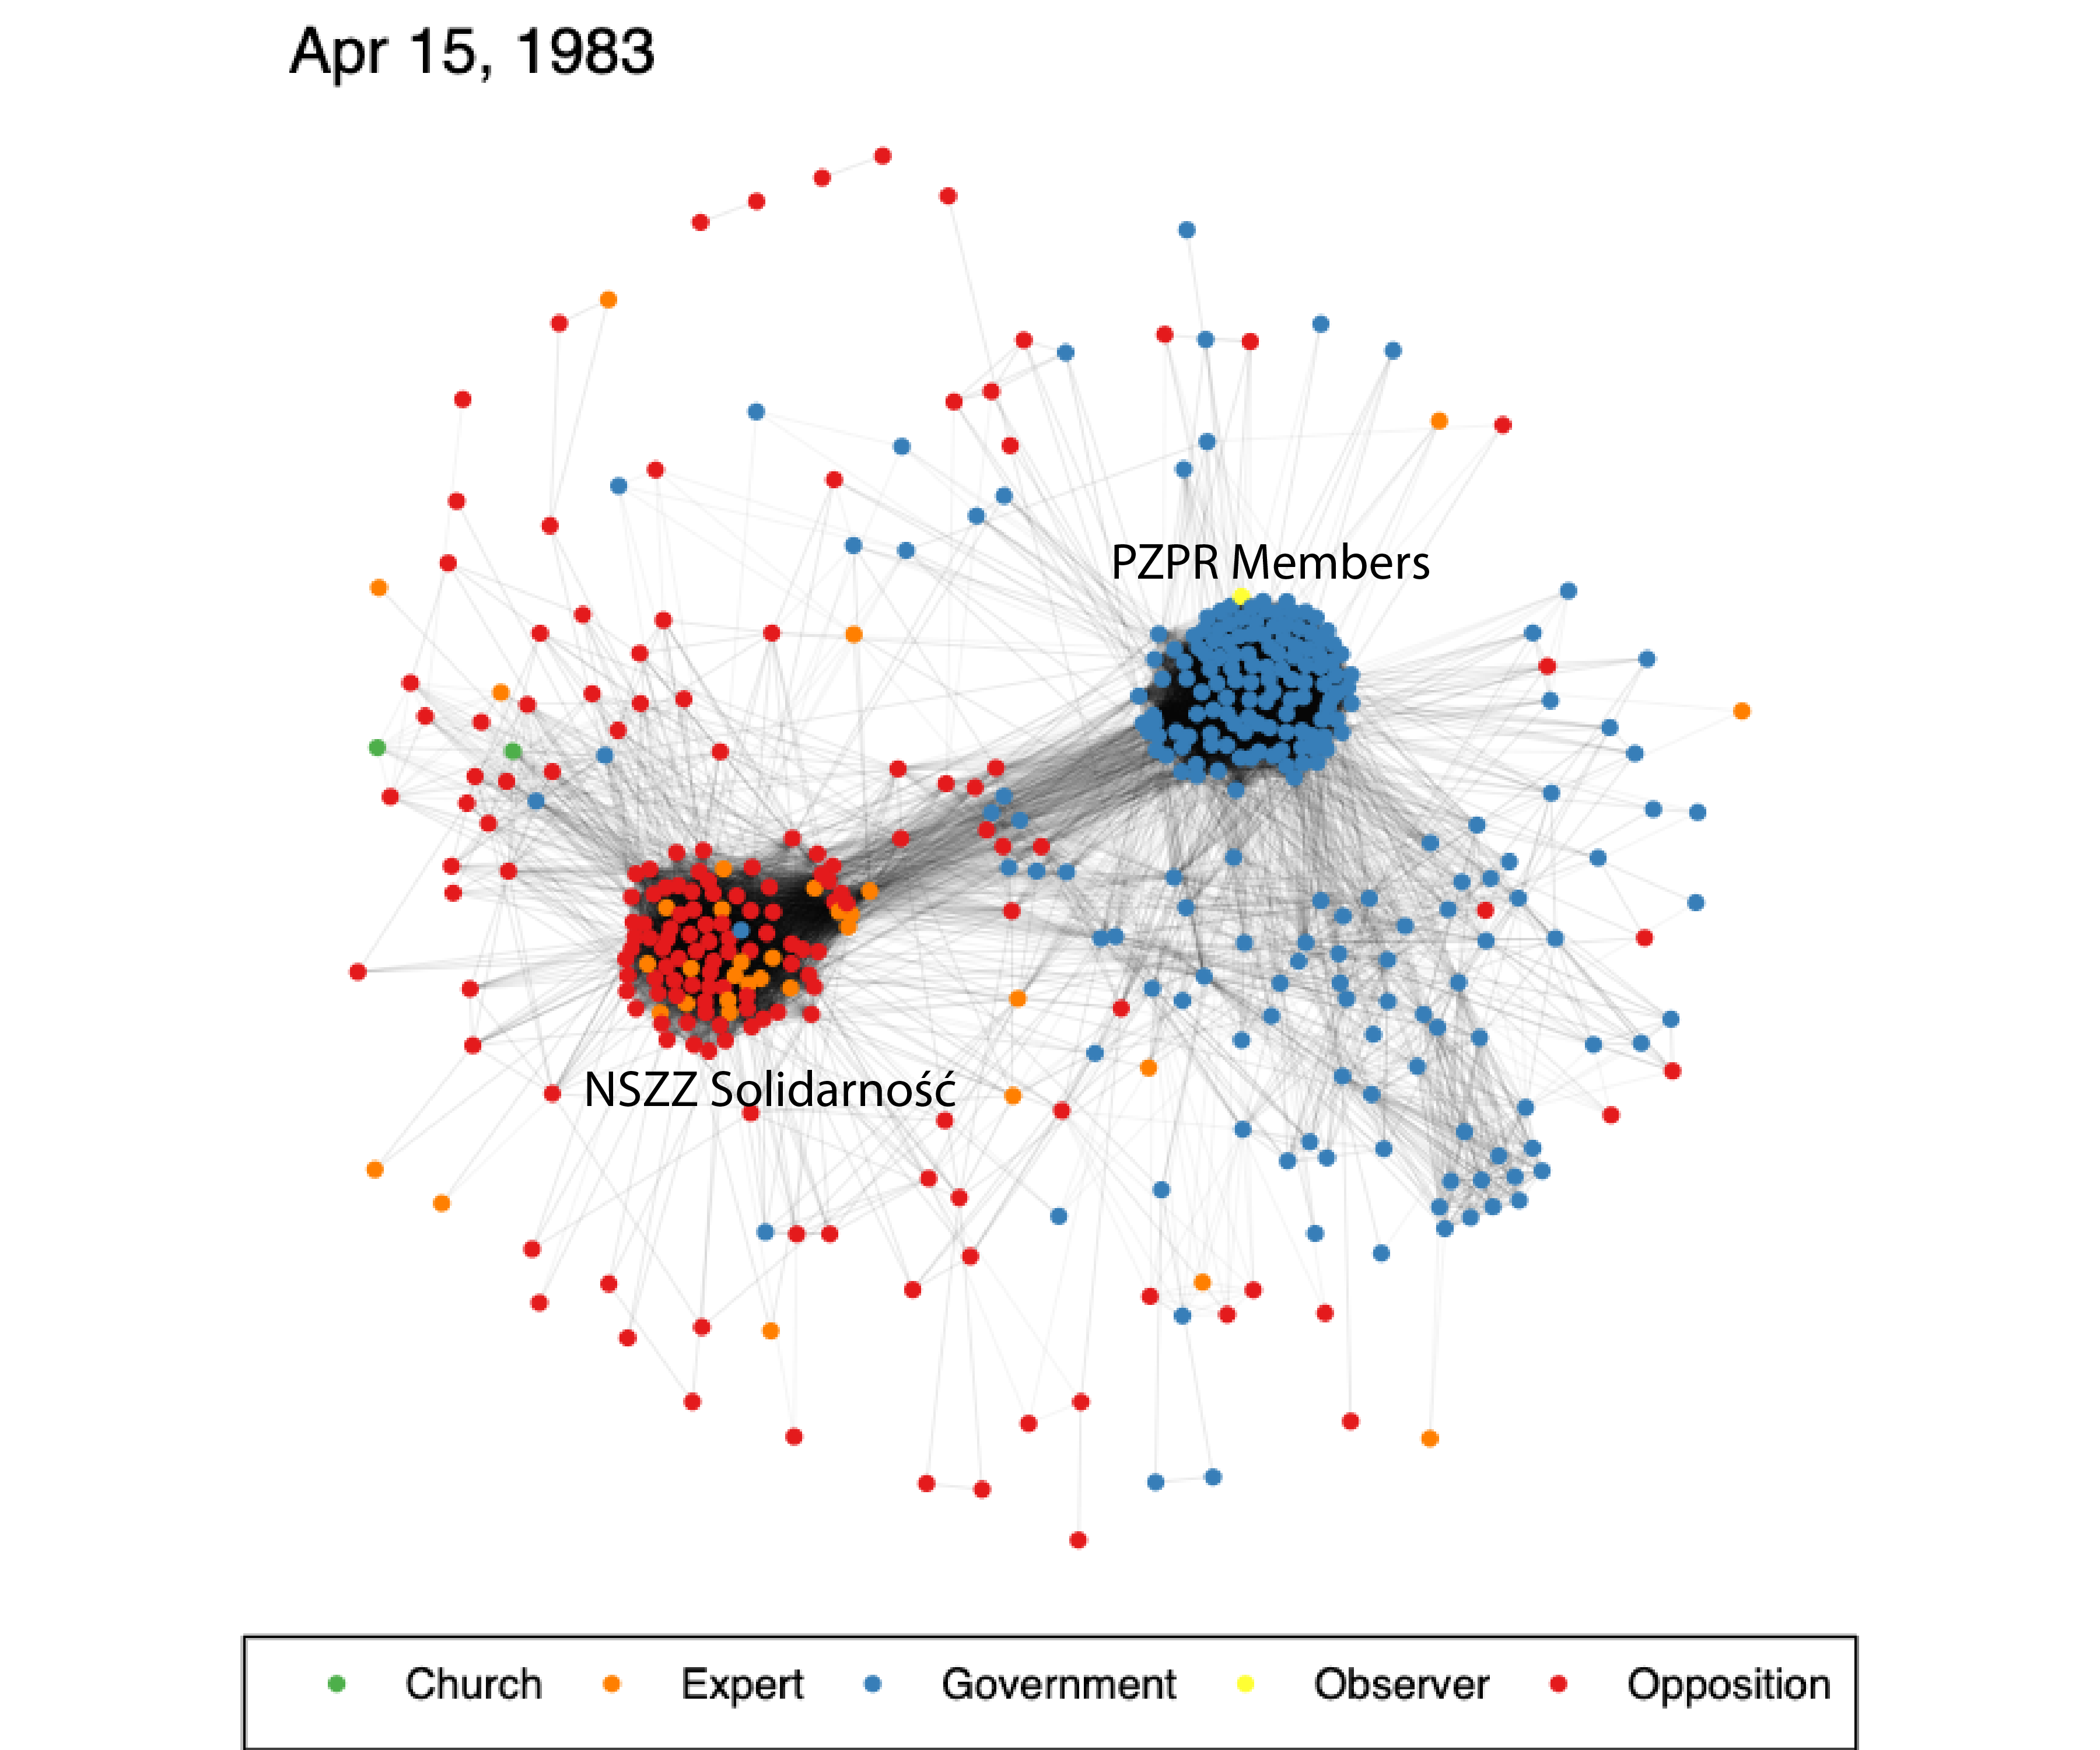 Apr 15, 1983
PZPR Members
NSZZ Solidarność
Church Expert Government Observer Opposition